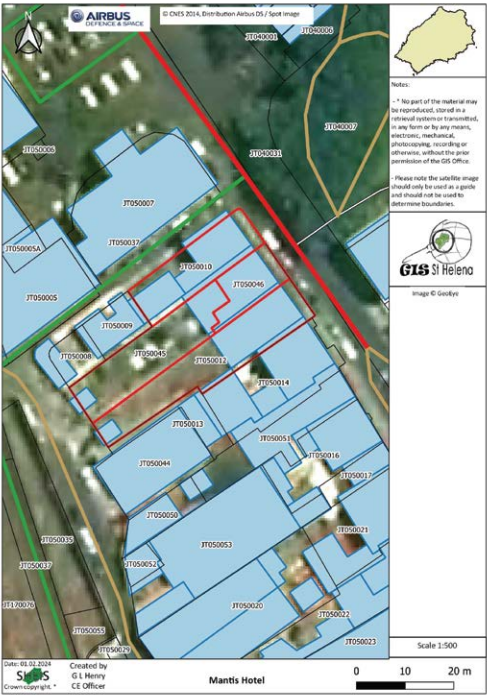 AIRBUS
DEFENCE & SPACE
© CNES 2014, Distribution Airbus DS / Spot Image
JT040001
JT040006
JT040007
JT050006
JT040031
JT050007
JT050037
JT050005A
JT050010
JT050005
JT050046
JT050009
JT050008
JT050045
JT050012
JT050014
JT050013
JT050051
JT050044
JT050016
JT050017
JT050050
JT050021
JT050035
JT050053
JT050037
JT050052
JT170076
JT050020
JT050022
JT050055
JT050029
JT050023
Notes:
- * No part of the material may
be reproduced, stored in a
retrieval system or transmitted,
in any form or by any means,
electronic, mechanical,
photocopying, recording or
otherwise, without the prior
permission of the GIS Office.
- Please note the satellite image
should only be used as a guide
and should not be used to
determine boundaries.
GIS St Helena
Image © GeoEye
Scale 1:500
Date: 01.02.2024
Crown copyright. *
Created by
G L Henry
CE Officer
Mantis Hotel
0 10 20 m